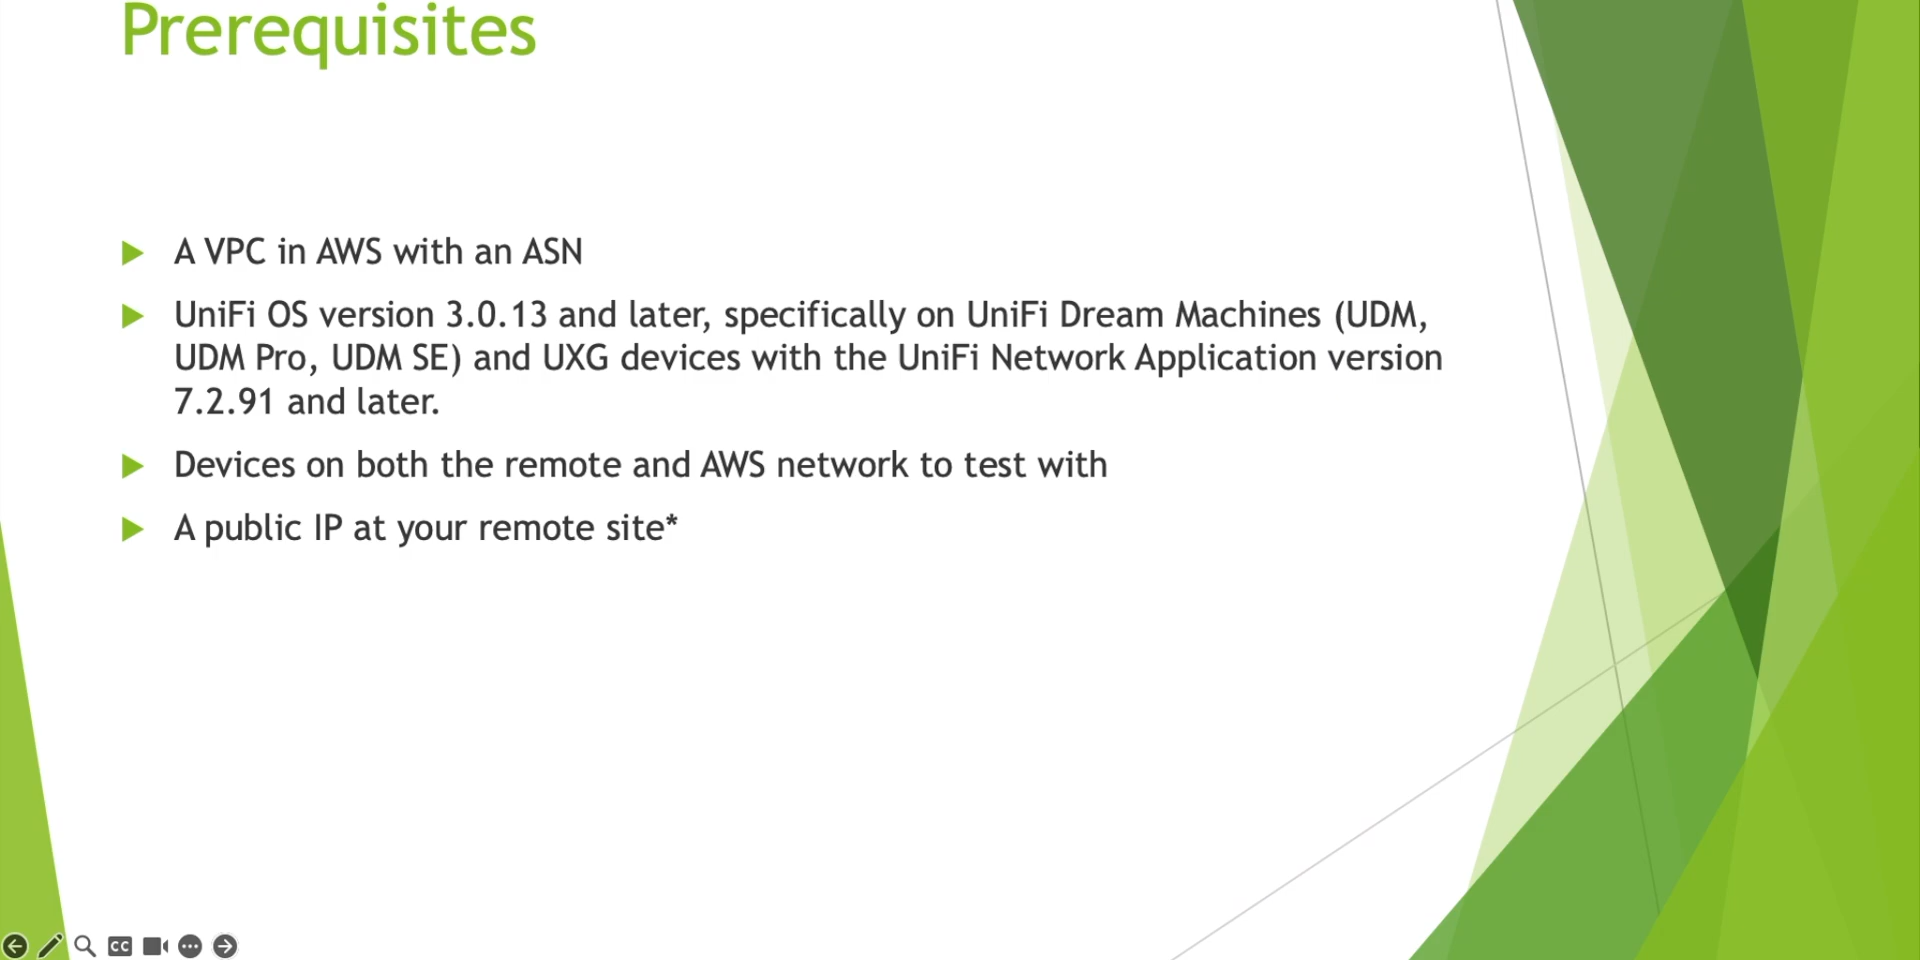 Prerequisites
A VPC in AWS with an ASN
UniFi OS version 3.0.13 and later, specifically on UniFi Dream Machines (UDM,
UDM Pro, UDM SE) and UXG devices with the UniFi Network Application version
7.2.91 and later.
Devices on both the remote and AWS network to test with
A public IP at your remote site*
CC